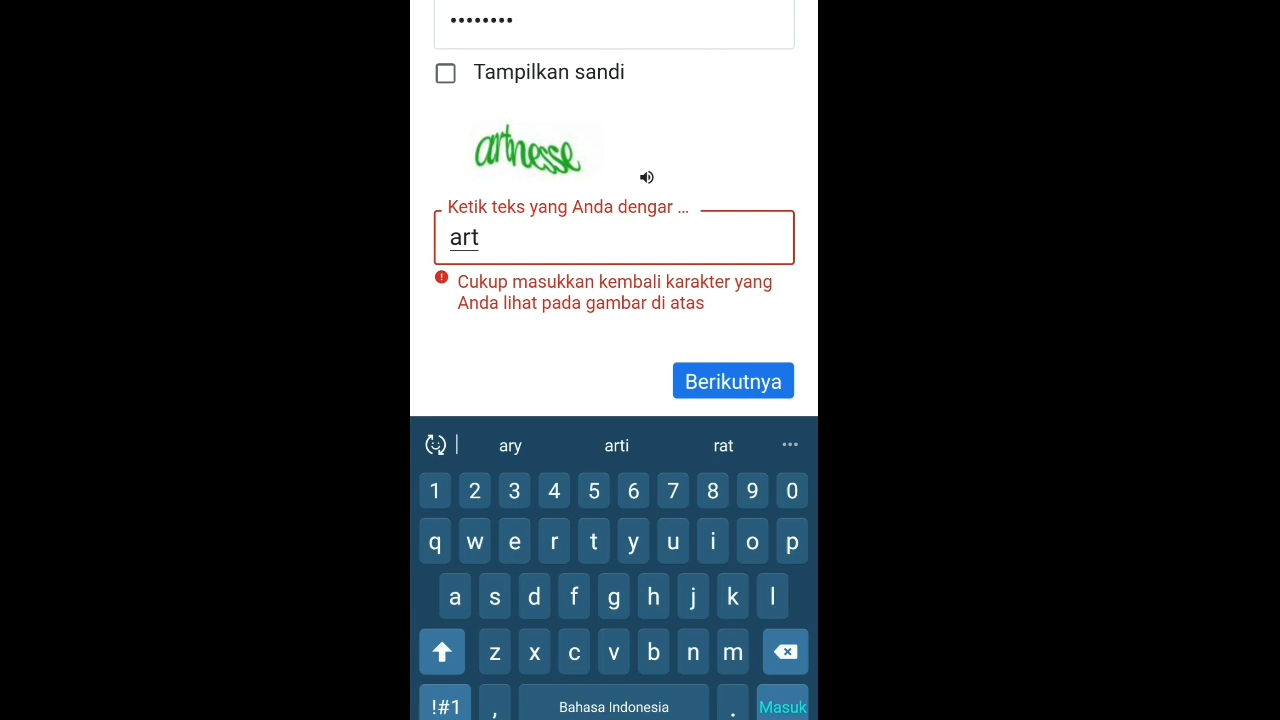 ••••••••
Tampilkan sandi
artnesse
Ketik teks yang Anda dengar ...
art
Cukup masukkan kembali karakter yang
Anda lihat pada gambar di atas
Berikutnya
ary arti rat
1 2 3 4 5 6 7 8 9 0
q w e r t y u i o p
a s d f g h j k l
z x c v b n m
!#1 , Bahasa Indonesia . Masuk